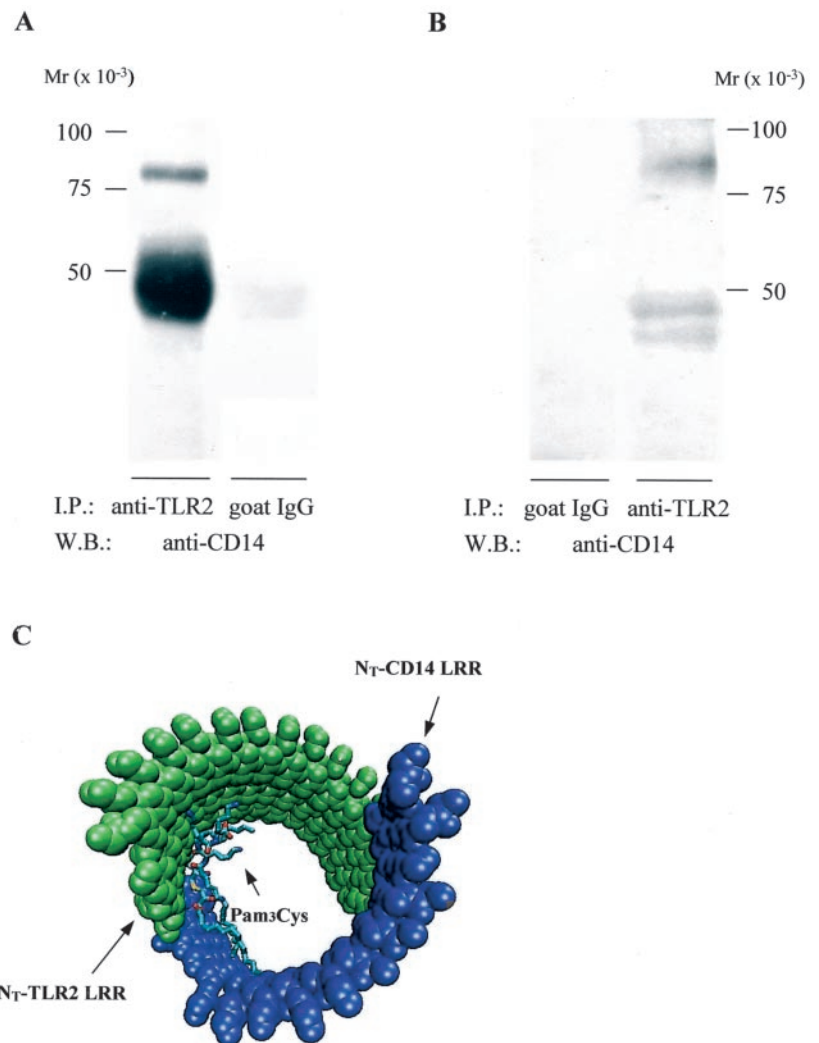 A
Mr (x 10⁻³)
100
75
50
I.P.: anti-TLR2 goat IgG
W.B.: anti-CD14
B
Mr (x 10⁻³)
100
75
50
I.P.: goat IgG anti-TLR2
W.B.: anti-CD14
C
NT-CD14 LRR
Pam3Cys
NT-TLR2 LRR